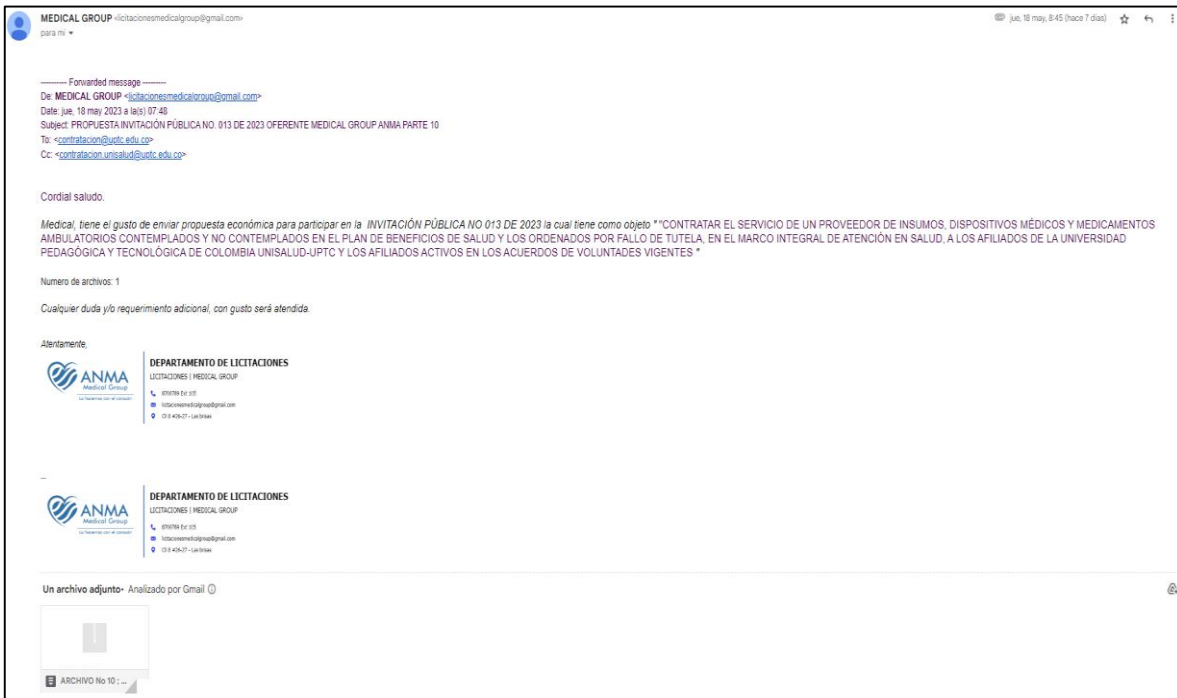 MEDICAL GROUP <licitacionesmedicalgroup@gmail.com>
jue, 18 may, 8:45 (hace 7 días)
para mí
---------- Forwarded message ---------
De: MEDICAL GROUP <licitacionesmedicalgroup@gmail.com>
Date: jue, 18 may 2023 a la(s) 07:48
Subject: PROPUESTA INVITACIÓN PÚBLICA NO. 013 DE 2023 OFERENTE MEDICAL GROUP ANMA PARTE 10
To: <contratacion@uptc.edu.co>
Cc: <contratacion.unisalud@uptc.edu.co>
Cordial saludo.
Medical, tiene el gusto de enviar propuesta económica para participar en la INVITACIÓN PÚBLICA NO 013 DE 2023 la cual tiene como objeto " "CONTRATAR EL SERVICIO DE UN PROVEEDOR DE INSUMOS, DISPOSITIVOS MÉDICOS Y MEDICAMENTOS
AMBULATORIOS CONTEMPLADOS Y NO CONTEMPLADOS EN EL PLAN DE BENEFICIOS DE SALUD Y LOS ORDENADOS POR FALLO DE TUTELA, EN EL MARCO INTEGRAL DE ATENCIÓN EN SALUD, A LOS AFILIADOS DE LA UNIVERSIDAD
PEDAGÓGICA Y TECNOLÓGICA DE COLOMBIA UNISALUD-UPTC Y LOS AFILIADOS ACTIVOS EN LOS ACUERDOS DE VOLUNTADES VIGENTES "
Numero de archivos: 1
Cualquier duda y/o requerimiento adicional, con gusto será atendida.
Atentamente,
ANMA
Medical Group
DEPARTAMENTO DE LICITACIONES
LICITACIONES | MEDICAL GROUP
licitacionesmedicalgroup@gmail.com
--
ANMA
Medical Group
DEPARTAMENTO DE LICITACIONES
LICITACIONES | MEDICAL GROUP
licitacionesmedicalgroup@gmail.com
Un archivo adjunto • Analizado por Gmail
ARCHIVO No 10 ; ...